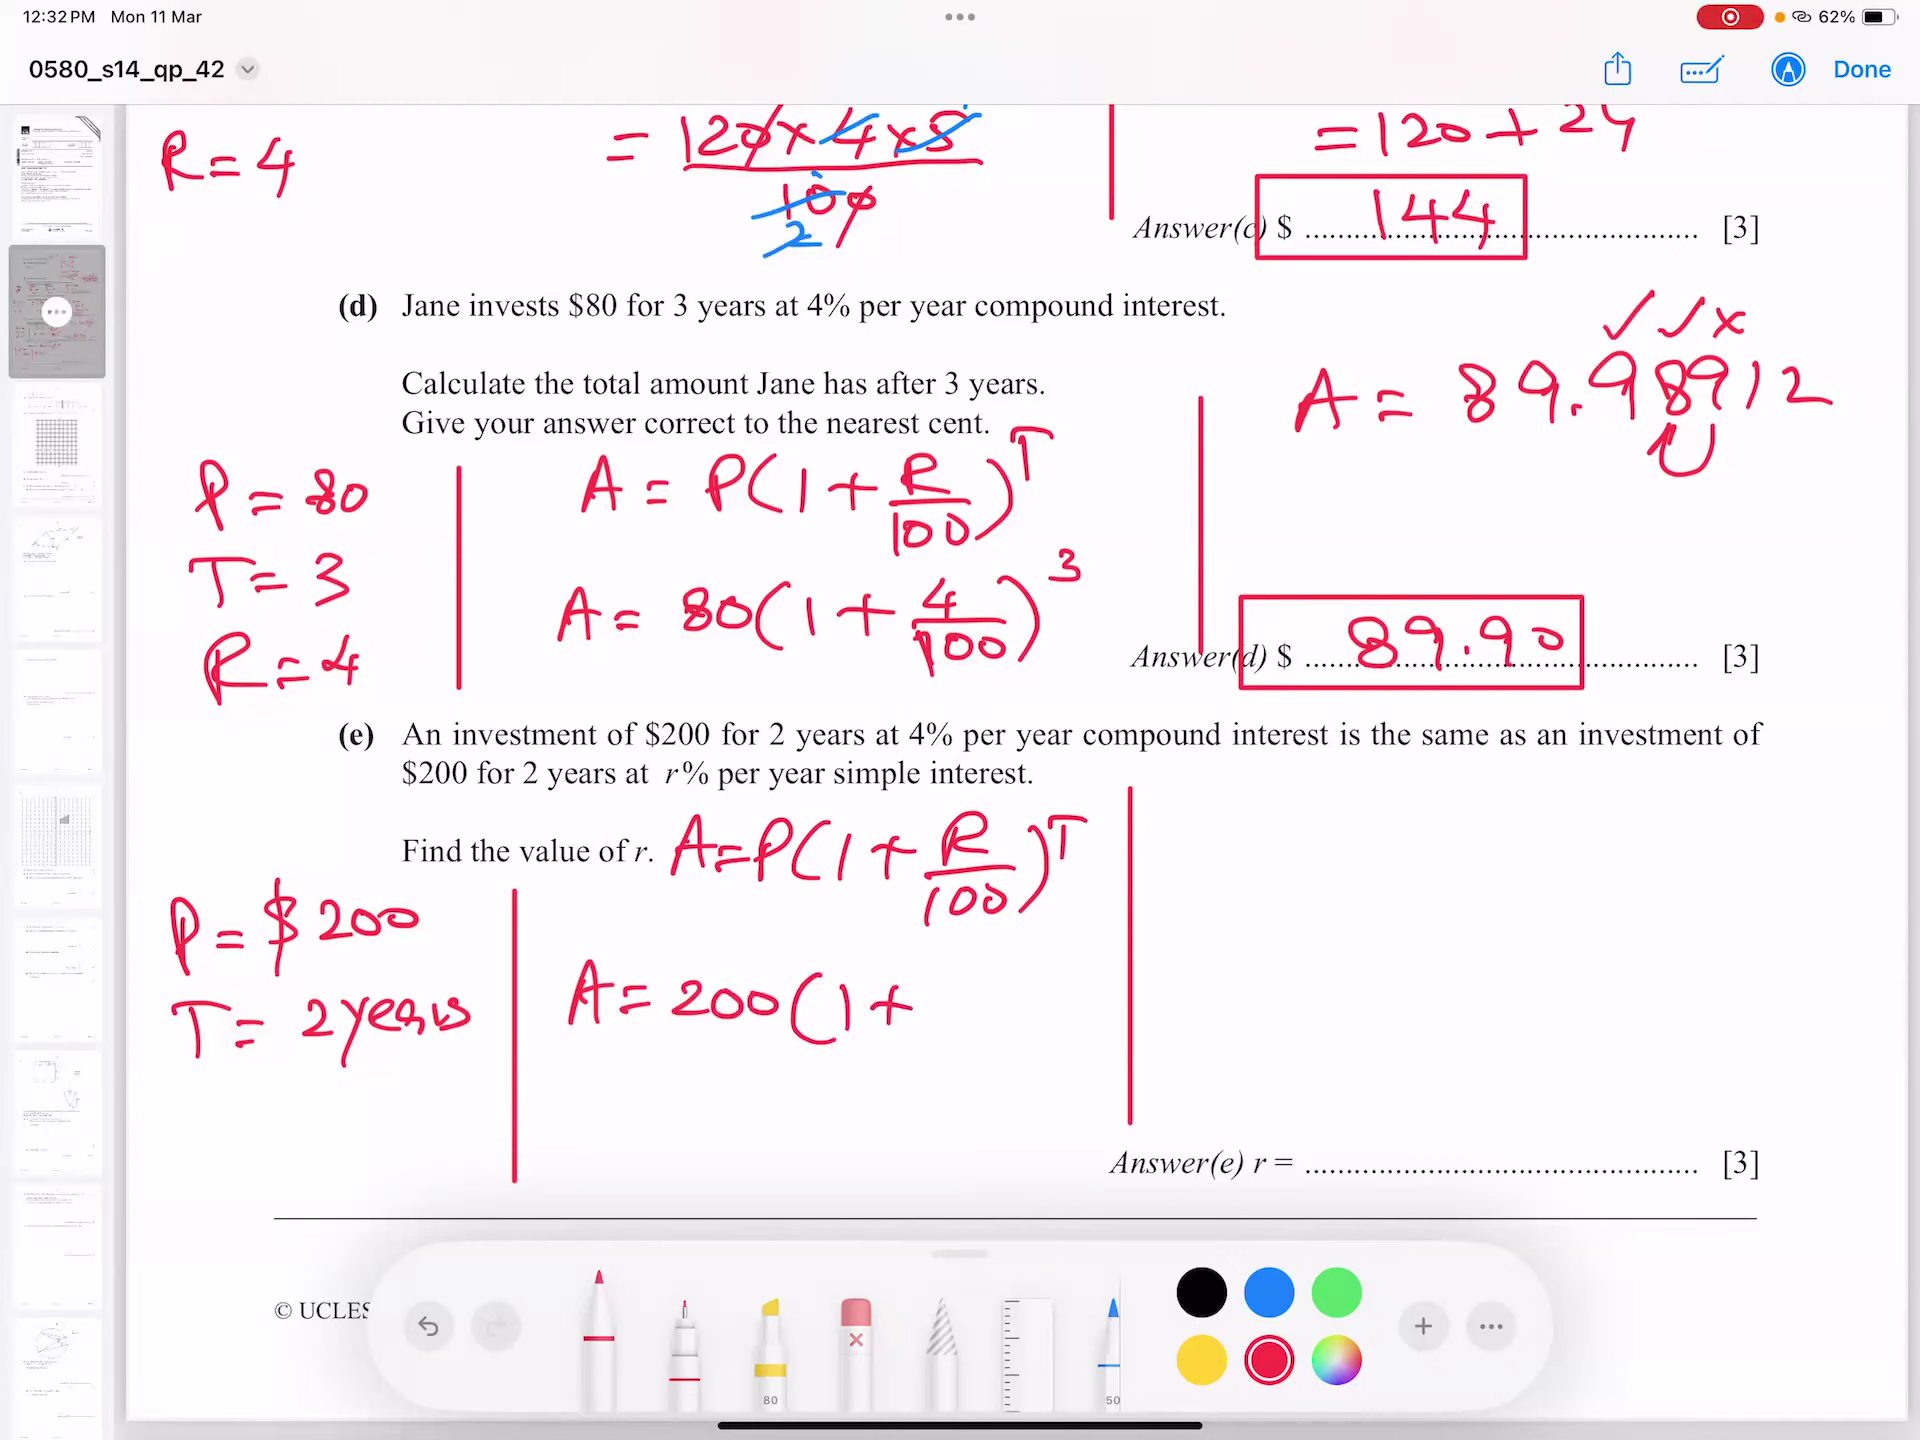 12:32 PM Mon 11 Mar
62%
0580_s14_qp_42
Done
R = 4
= 120 x 4 x 5
100
2
= 120 + 24
144
Answer(c) $ ................................................ [3]
(d) Jane invests $80 for 3 years at 4% per year compound interest.
Calculate the total amount Jane has after 3 years.
Give your answer correct to the nearest cent.
P = 80
T = 3
R = 4
A = P(1 + R/100)^T
A = 80(1 + 4/100)^3
✓ ✓ x
A = 89.98912
89.90
Answer(d) $ ................................................ [3]
(e) An investment of $200 for 2 years at 4% per year compound interest is the same as an investment of
$200 for 2 years at r% per year simple interest.
Find the value of r.
A = P(1 + R/100)^T
P = $200
T = 2 years
A = 200(1 +
Answer(e) r = ................................................ [3]
© UCLES
80
50